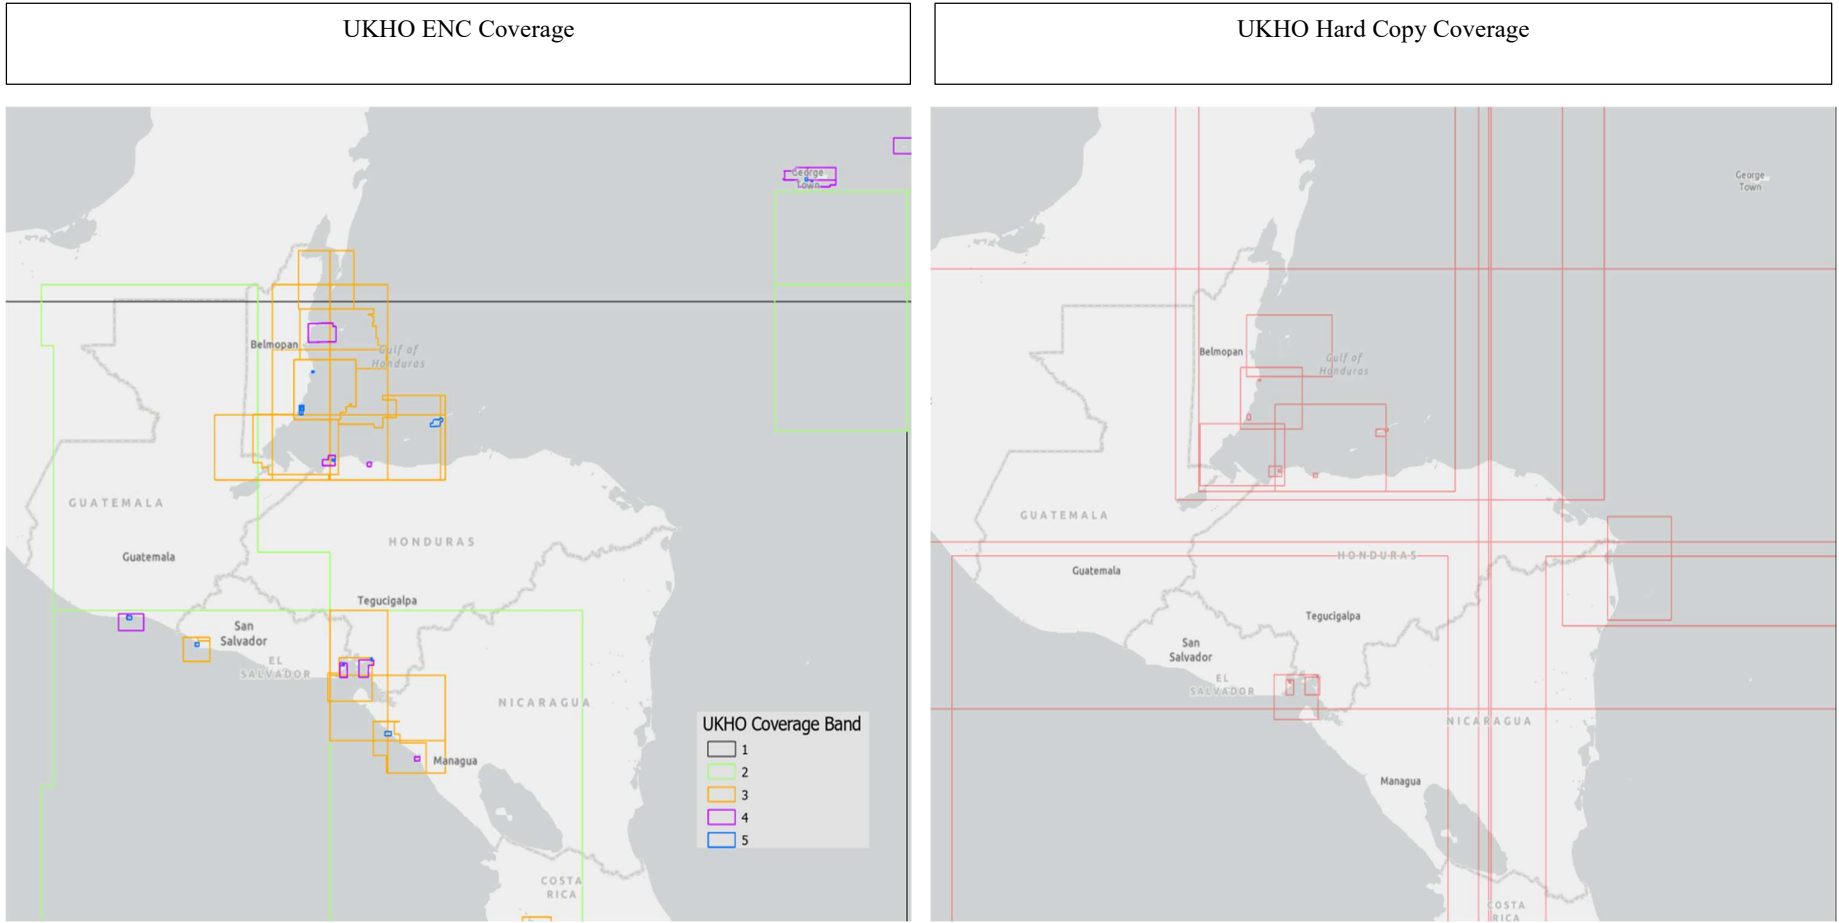 UKHO ENC Coverage
UKHO Hard Copy Coverage
George
Town
Belmopan
Gulf of
Honduras
GUATEMALA
HONDURAS
Guatemala
Tegucigalpa
San
Salvador
EL
SALVADOR
NICARAGUA
Managua
COSTA
RICA
UKHO Coverage Band
1
2
3
4
5
George
Town
Belmopan
Gulf of
Honduras
GUATEMALA
HONDURAS
Guatemala
Tegucigalpa
San
Salvador
EL
SALVADOR
NICARAGUA
Managua
COSTA
RICA